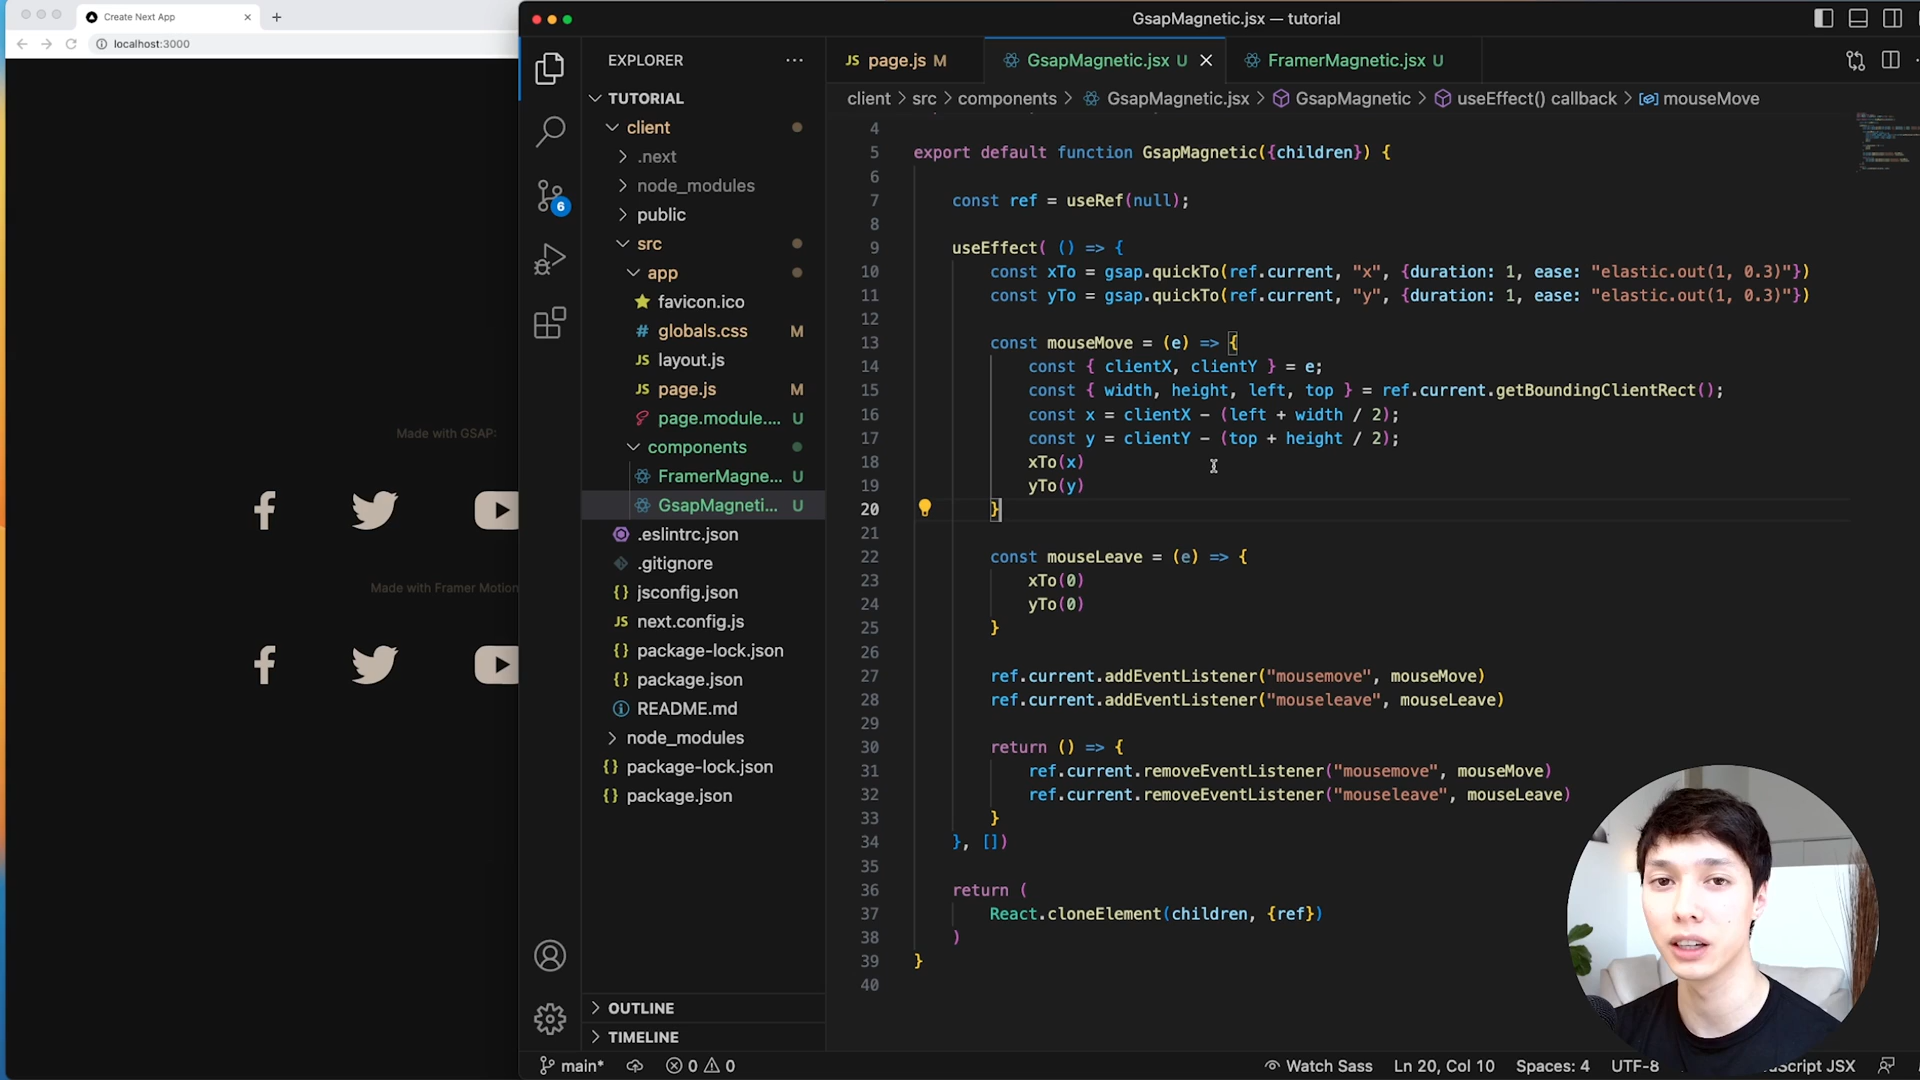 Create Next App
localhost:3000
Made with GSAP:
Made with Framer Motion
GsapMagnetic.jsx — tutorial
EXPLORER
TUTORIAL
client
.next
node_modules
public
src
app
favicon.ico
globals.css M
layout.js
page.js M
page.module.... U
components
FramerMagne... U
GsapMagneti... U
.eslintrc.json
.gitignore
jsconfig.json
next.config.js
package-lock.json
package.json
README.md
node_modules
package-lock.json
package.json
OUTLINE
TIMELINE
6
JS page.js M
GsapMagnetic.jsx U
FramerMagnetic.jsx U
client > src > components > GsapMagnetic.jsx > GsapMagnetic > useEffect() callback > mouseMove
4
5 export default function GsapMagnetic({children}) {
6
7 const ref = useRef(null);
8
9 useEffect( () => {
10 const xTo = gsap.quickTo(ref.current, "x", {duration: 1, ease: "elastic.out(1, 0.3)"})
11 const yTo = gsap.quickTo(ref.current, "y", {duration: 1, ease: "elastic.out(1, 0.3)"})
12
13 const mouseMove = (e) => {
14 const { clientX, clientY } = e;
15 const { width, height, left, top } = ref.current.getBoundingClientRect();
16 const x = clientX - (left + width / 2);
17 const y = clientY - (top + height / 2);
18 xTo(x)
19 yTo(y)
20 }
21
22 const mouseLeave = (e) => {
23 xTo(0)
24 yTo(0)
25 }
26
27 ref.current.addEventListener("mousemove", mouseMove)
28 ref.current.addEventListener("mouseleave", mouseLeave)
29
30 return () => {
31 ref.current.removeEventListener("mousemove", mouseMove)
32 ref.current.removeEventListener("mouseleave", mouseLeave)
33 }
34 }, [])
35
36 return (
37 React.cloneElement(children, {ref})
38 )
39 }
40
main* 0 0 Watch Sass Ln 20, Col 10 Spaces: 4 UTF-8 Script JSX